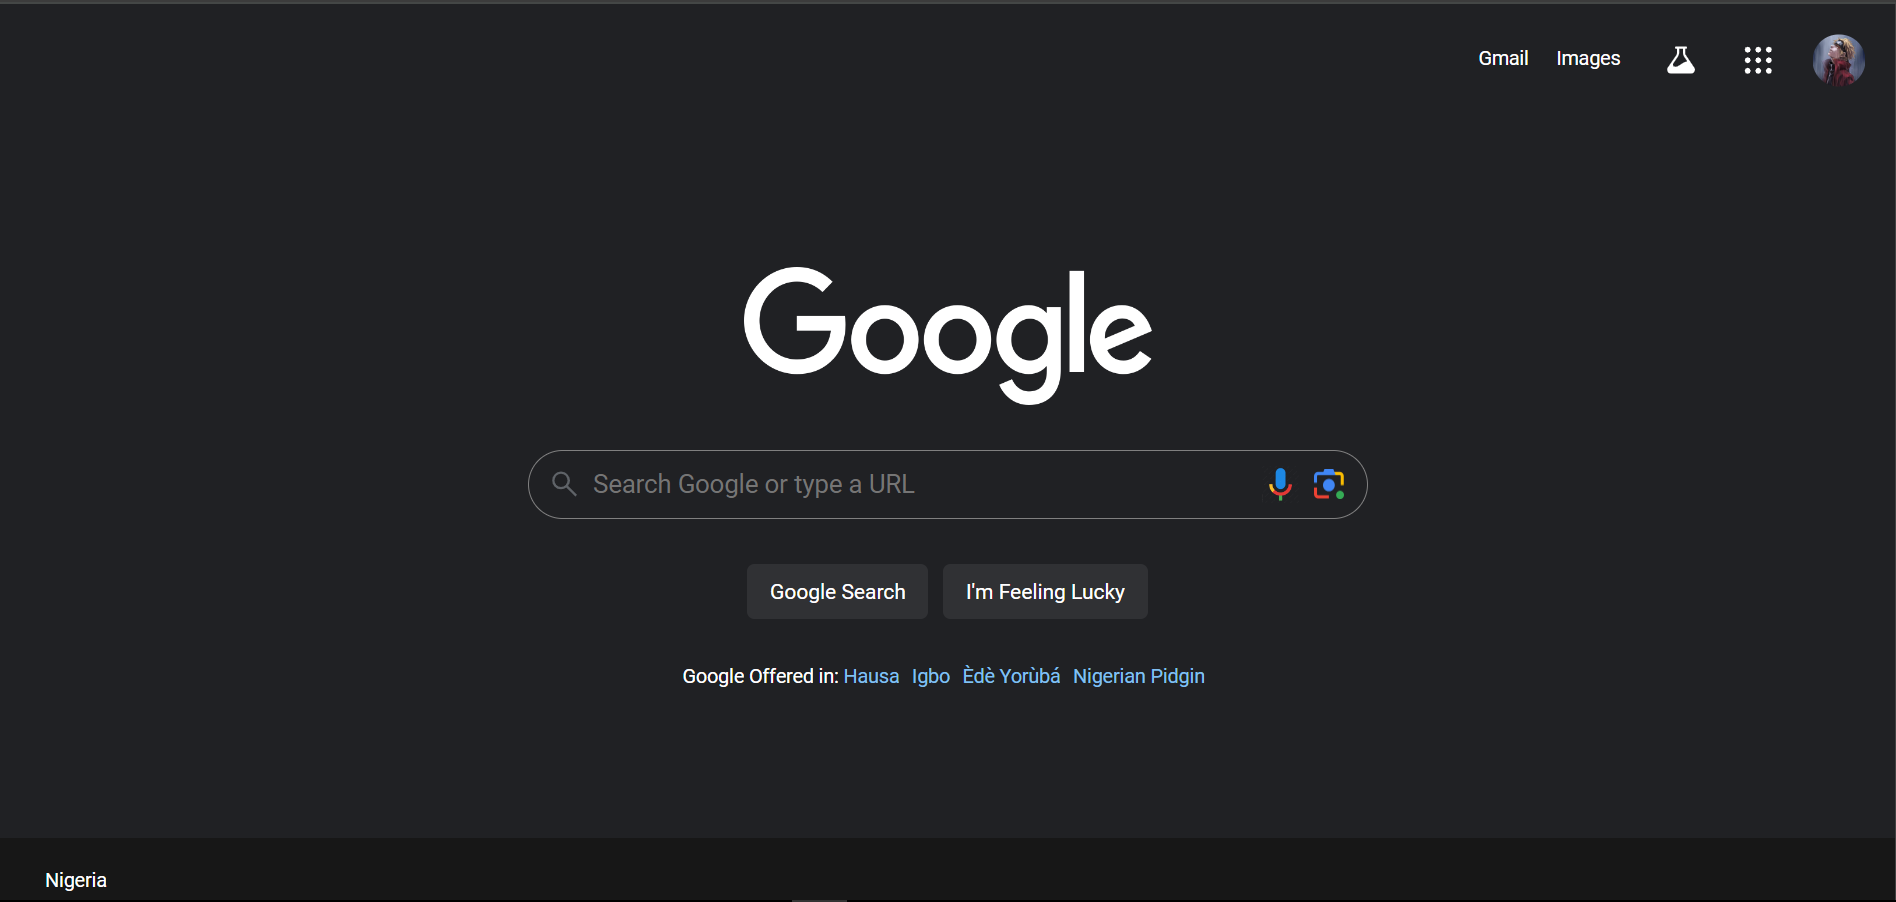 Gmail Images
Google
Search Google or type a URL
Google Search I'm Feeling Lucky
Google Offered in: Hausa Igbo Èdè Yorùbá Nigerian Pidgin
Nigeria